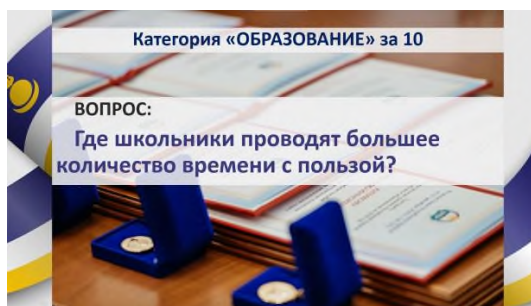 Категория «ОБРАЗОВАНИЕ» за 10
ВОПРОС:
Где школьники проводят большее
количество времени с пользой?